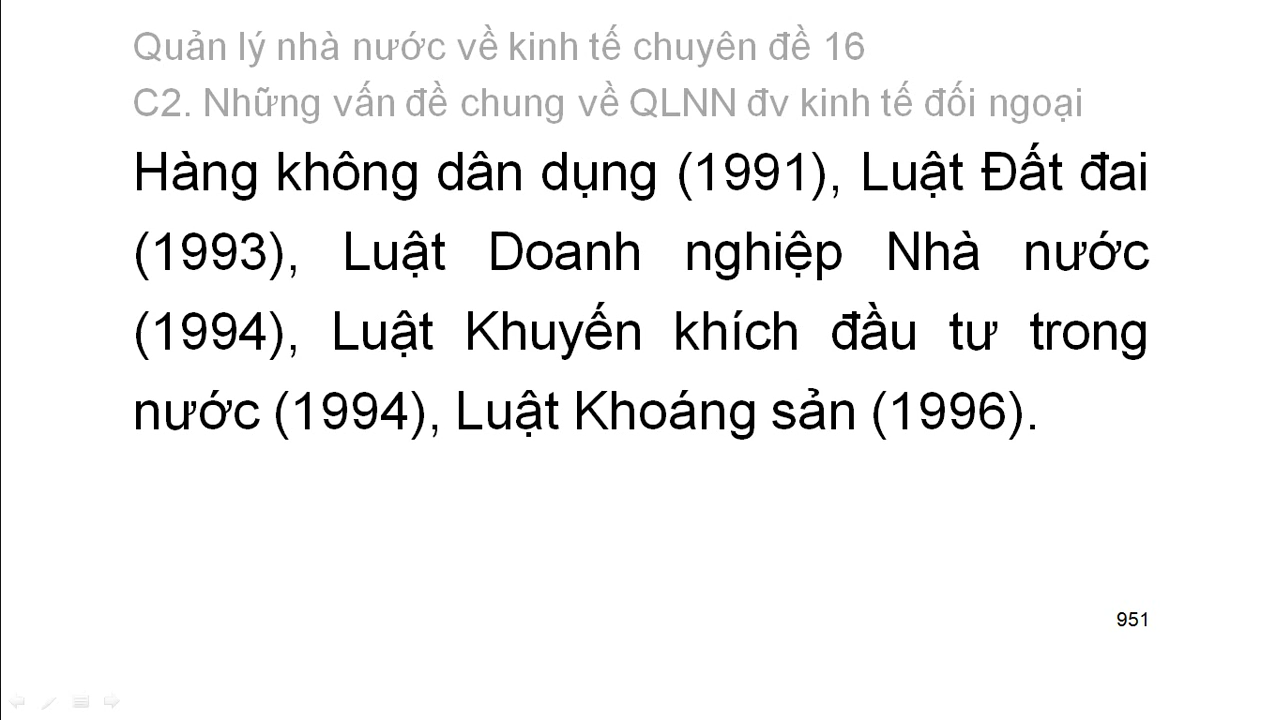 Quản lý nhà nước về kinh tế chuyên đề 16
C2. Những vấn đề chung về QLNN đv kinh tế đối ngoại
Hàng không dân dụng (1991), Luật Đất đai
(1993), Luật Doanh nghiệp Nhà nước
(1994), Luật Khuyến khích đầu tư trong
nước (1994), Luật Khoáng sản (1996).
951